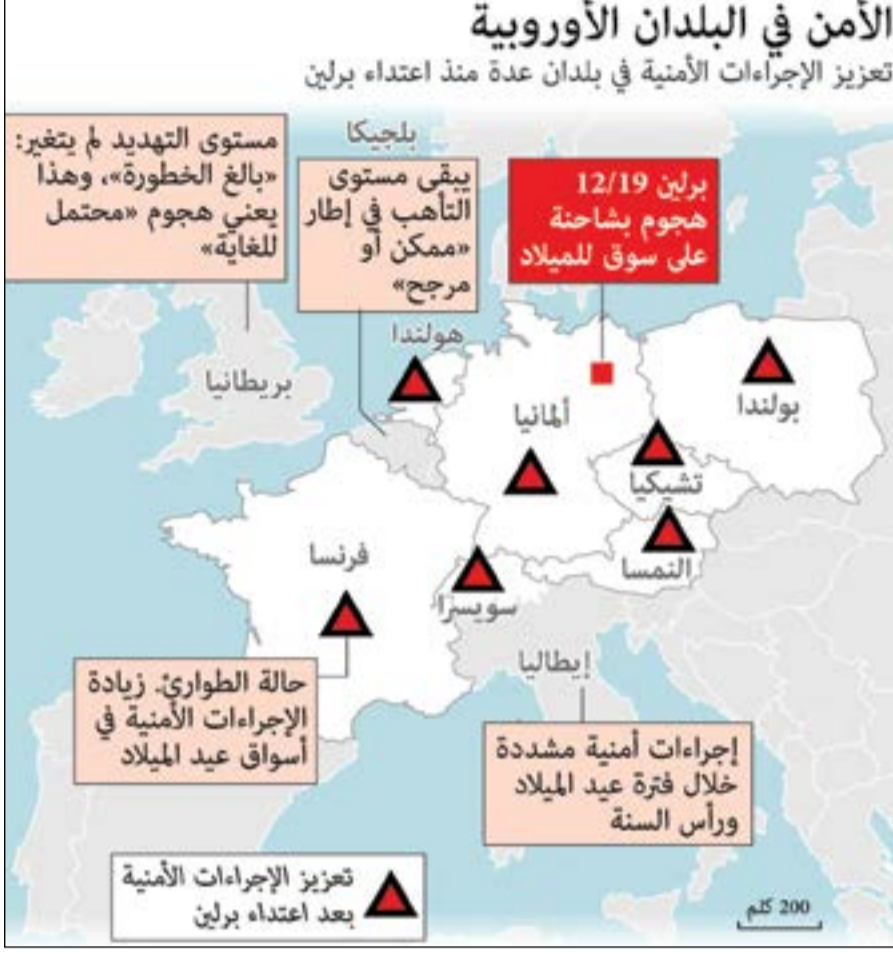 الأمن في البلدان الأوروبية
تعزيز الإجراءات الأمنية في بلدان عدة منذ اعتداء برلين
برلين 12/19
هجوم بشاحنة
على سوق للميلاد
بلجيكا
يبقى مستوى
التأهب في إطار
«ممكن أو
مرجح»
مستوى التهديد لم يتغير:
«بالغ الخطورة»، وهذا
يعني هجوم «محتمل
للغاية»
هولندا
بريطانيا
بولندا
ألمانيا
تشيكيا
فرنسا
النمسا
سويسرا
إيطاليا
حالة الطوارئ. زيادة
الإجراءات الأمنية في
أسواق عيد الميلاد
إجراءات أمنية مشددة
خلال فترة عيد الميلاد
ورأس السنة
تعزيز الإجراءات الأمنية
بعد اعتداء برلين
200 كلم